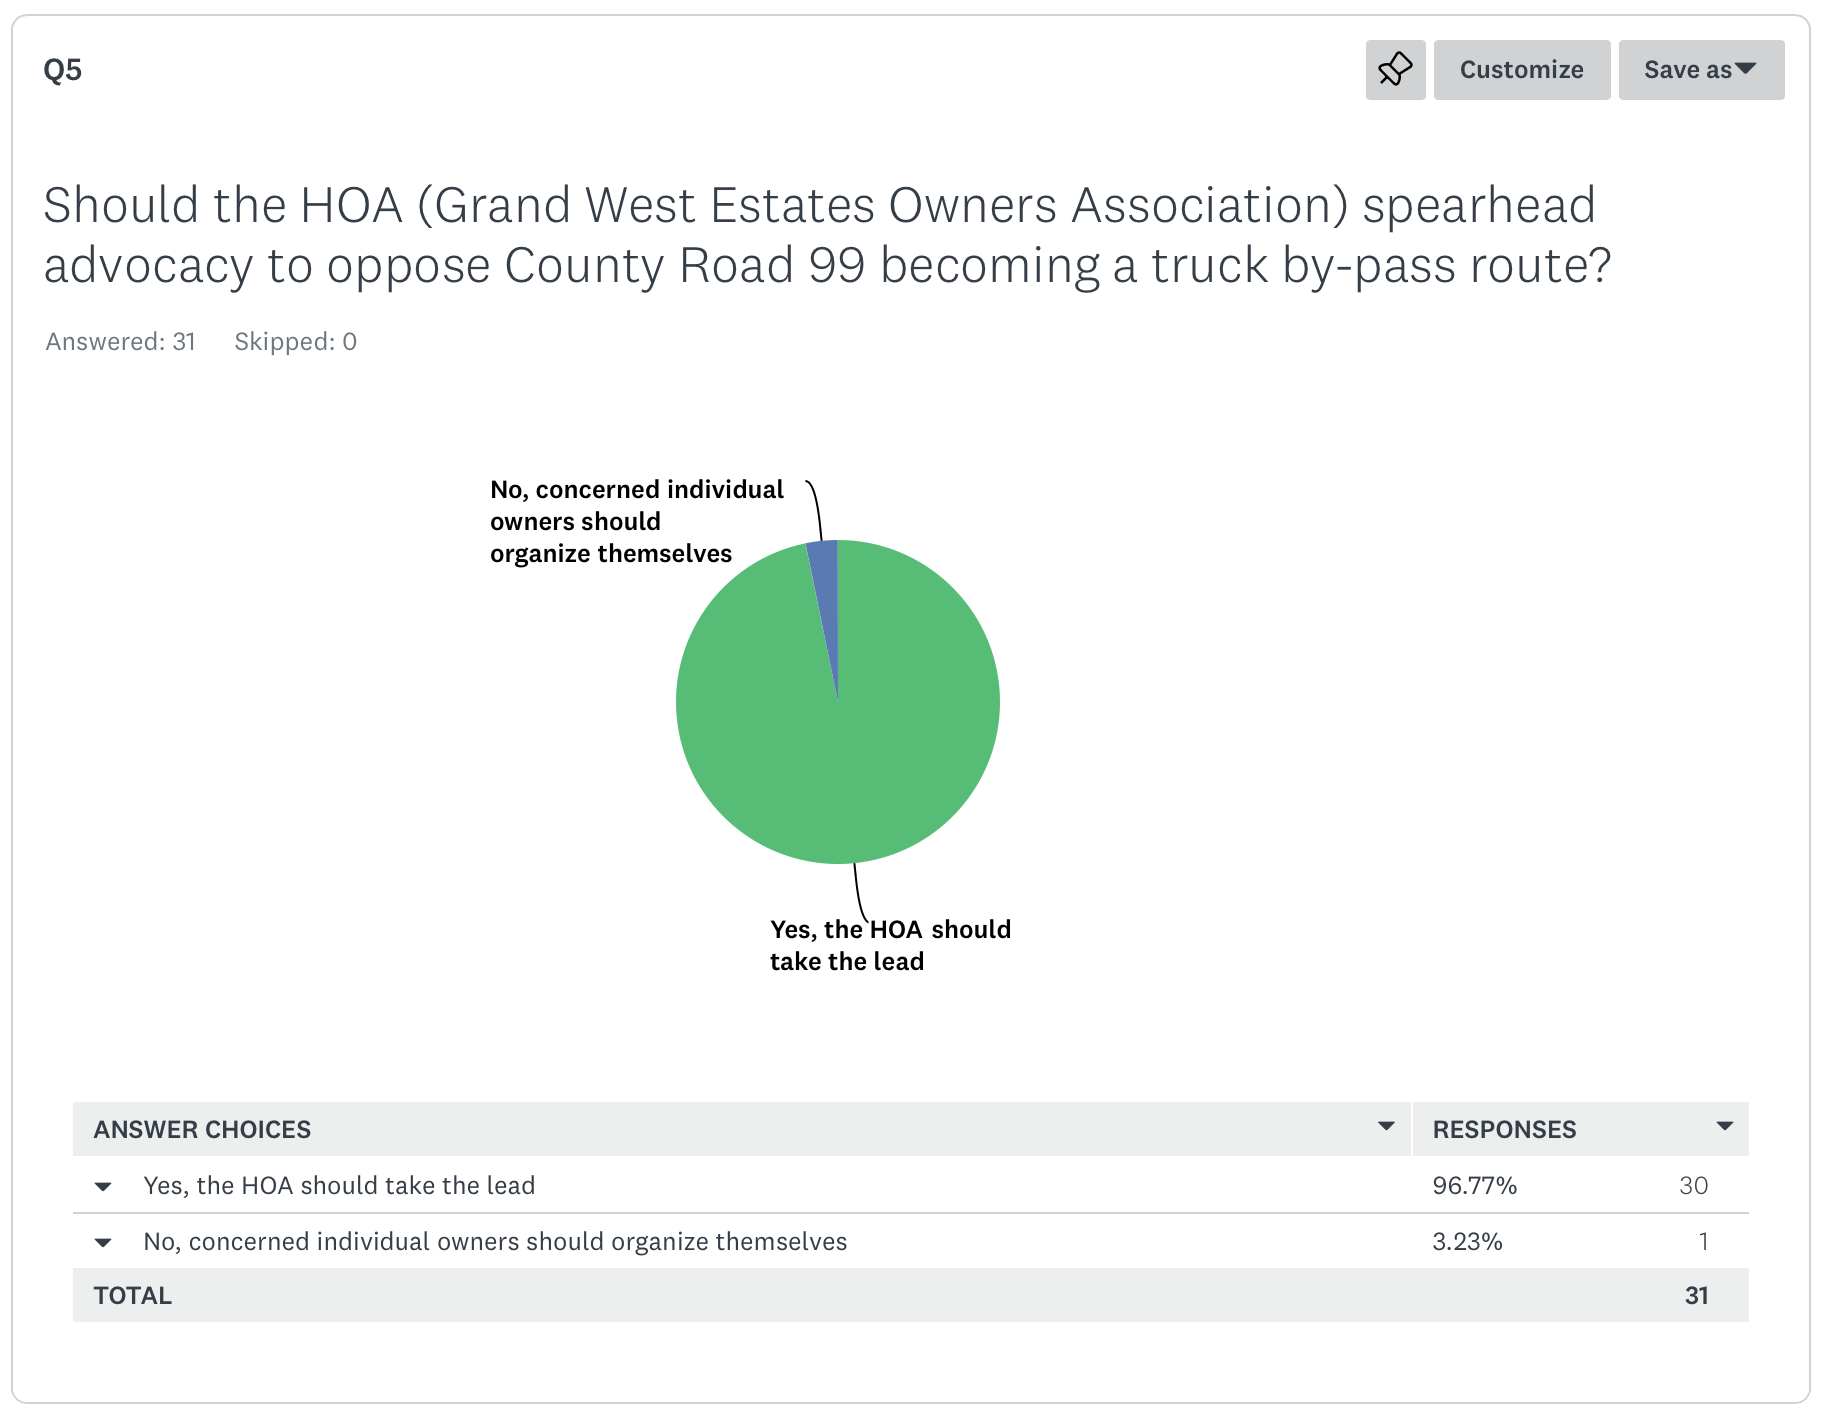 Q5
Customize
Save as
Should the HOA (Grand West Estates Owners Association) spearhead
advocacy to oppose County Road 99 becoming a truck by-pass route?
Answered: 31 Skipped: 0
No, concerned individual
owners should
organize themselves
Yes, the HOA should
take the lead
ANSWER CHOICES RESPONSES
Yes, the HOA should take the lead 96.77% 30
No, concerned individual owners should organize themselves 3.23% 1
TOTAL 31